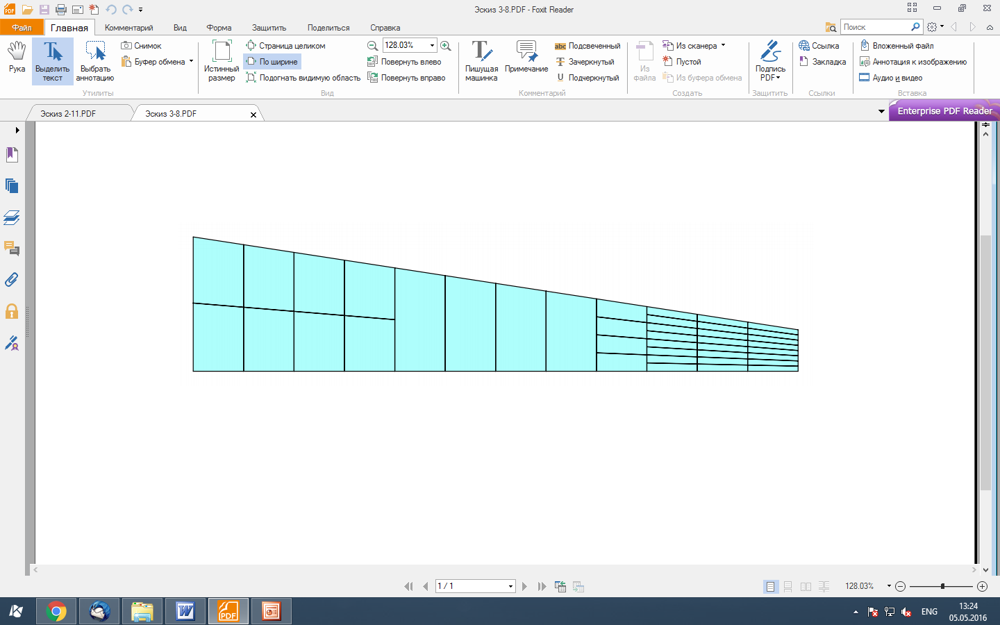 Эскиз 3-8.PDF - Foxit Reader
Файл
Главная
Комментарий
Вид
Форма
Защитить
Поделиться
Справка
Поиск
Рука
Выделить
текст
Выбрать
аннотацию
Снимок
Буфер обмена
Утилиты
Истинный
размер
Страница целиком
По ширине
Подогнать видимую область
128.03%
Повернуть влево
Повернуть вправо
Вид
Пишущая
машинка
Примечание
abc Подсвеченный
Зачеркнутый
Подчеркнутый
Комментарий
Из
файла
Из сканера
Пустой
Из буфера обмена
Создать
Подпись
PDF
Защитить
Ссылка
Закладка
Ссылки
Вложенный файл
Аннотация к изображению
Аудио и видео
Вставка
Эскиз 2-11.PDF
Эскиз 3-8.PDF
Enterprise PDF Reader
1 / 1
128.03%
PDF
ENG
13:24
05.05.2016